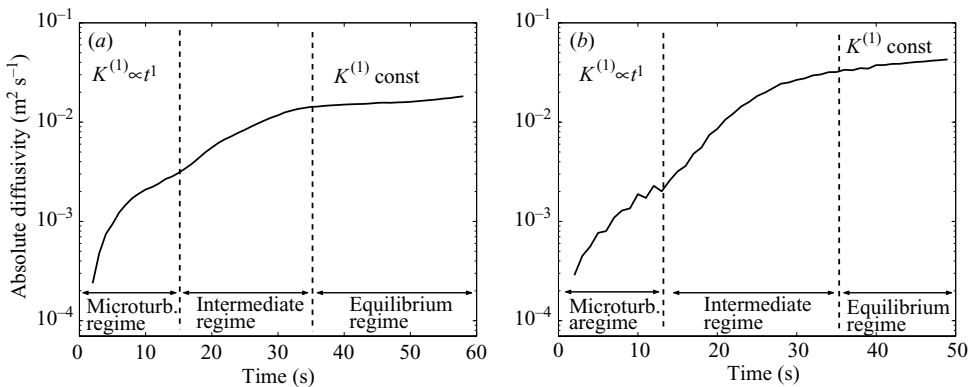 (a)
K(1)∝t1
K(1) const
Absolute diffusivity (m2 s−1)
10−1
10−2
10−3
10−4
Microturb. regime
Intermediate regime
Equilibrium regime
0 10 20 30 40 50 60
Time (s)
(b)
K(1)∝t1
K(1) const
10−1
10−2
10−3
10−4
Microturb. aregime
Intermediate regime
Equilibrium regime
0 10 20 30 40 50
Time (s)